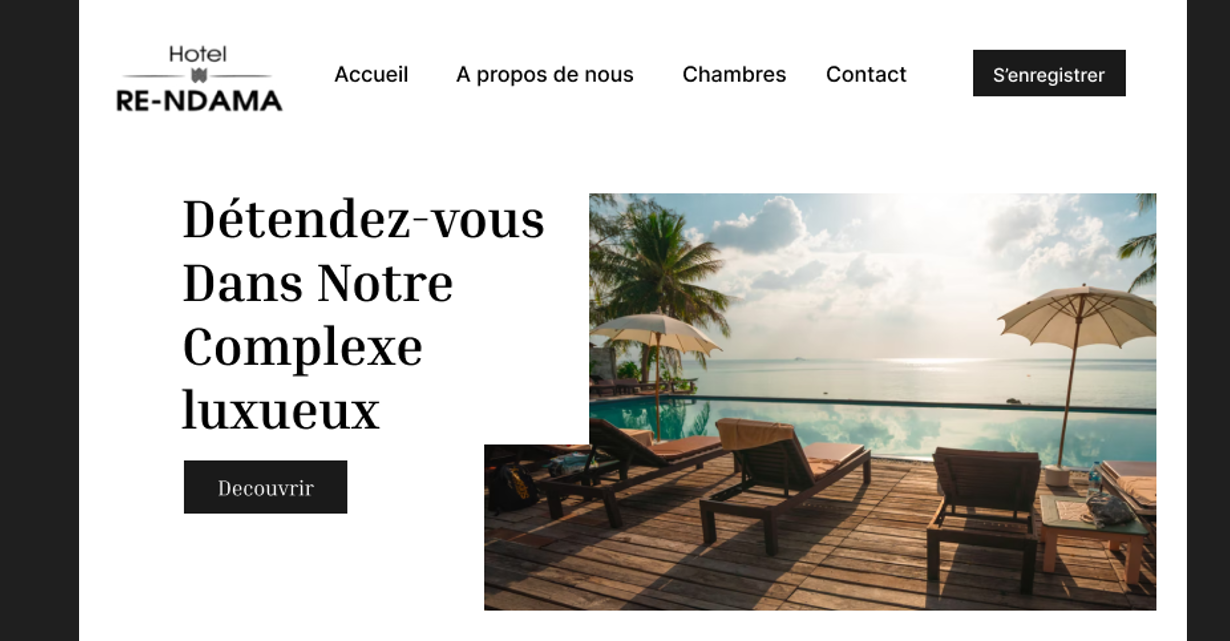 Hotel
RE-NDAMA
Accueil
A propos de nous
Chambres
Contact
S'enregistrer
Détendez-vous
Dans Notre
Complexe
luxueux
Decouvrir